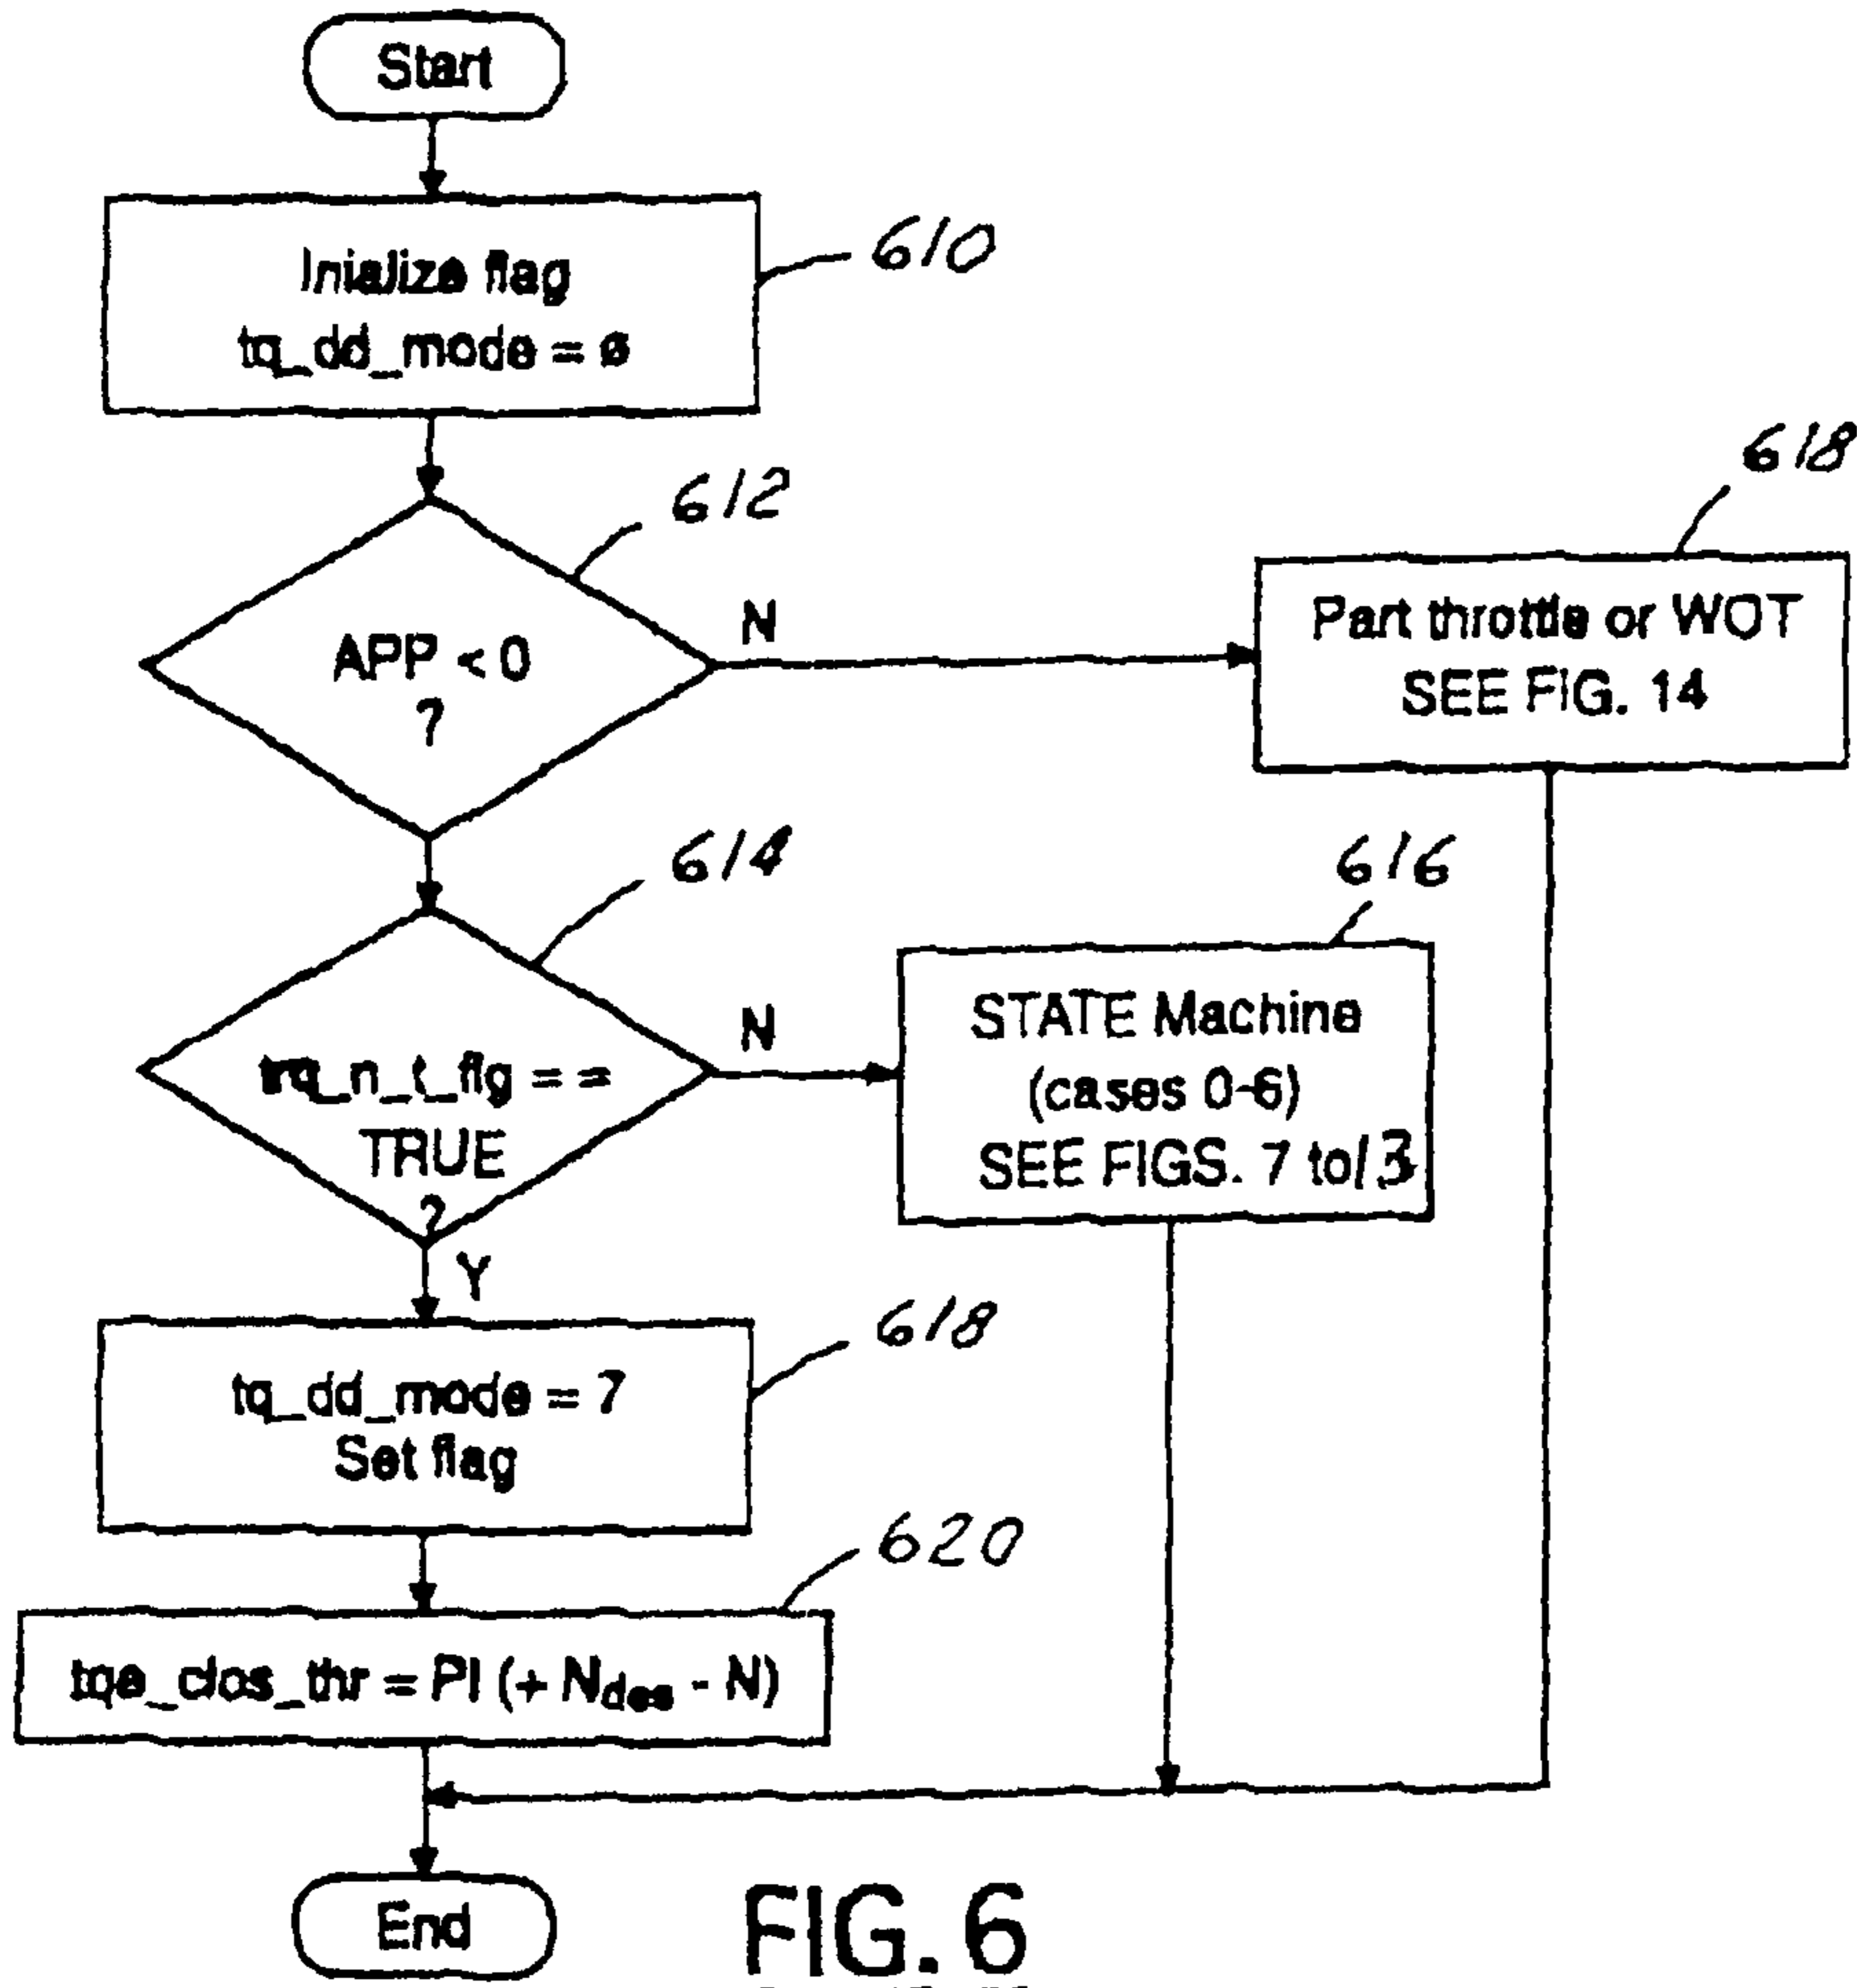 Start
Inialize flag
tq_dd_mode = ø
610
612
APP < 0
?
N
618
Part throttle or WOT
SEE FIG. 14
614
trq_n_t_flg = =
TRUE
?
N
616
STATE Machine
(cases 0-6)
SEE FIGS. 7 to 13
Y
618
tq_dd_mode = 7
Set flag
620
tqe_clos_thr = PI (+ Ndes - N)
End
FIG. 6